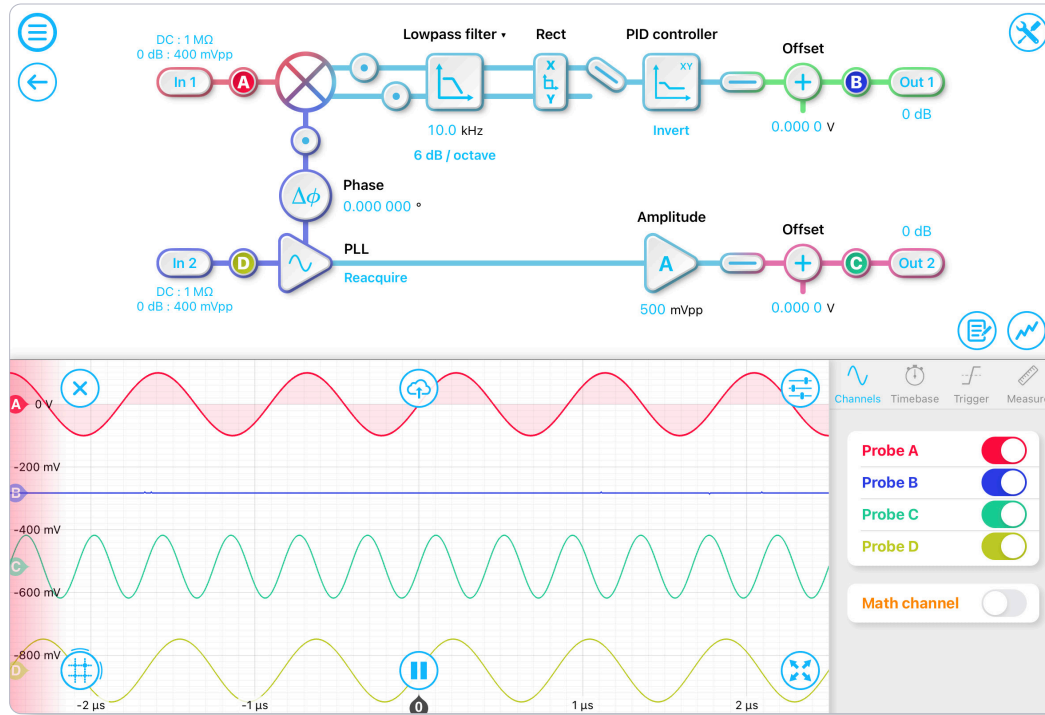 Lowpass filter ▾ Rect PID controller
DC : 1 MΩ
0 dB : 400 mVpp
Offset
In 1 A X Y XY + B Out 1
10.0 kHz Invert 0.000 0 V 0 dB
6 dB / octave
Δϕ Phase
0.000 000 °
Amplitude Offset 0 dB
PLL
In 2 D A + C Out 2
Reacquire
DC : 1 MΩ
0 dB : 400 mVpp
500 mVpp 0.000 0 V
Channels Timebase Trigger Measure
A 0 V
-200 mV
B
-400 mV
C
-600 mV
-800 mV
D
-2 µs -1 µs 0 1 µs 2 µs
Probe A
Probe B
Probe C
Probe D
Math channel